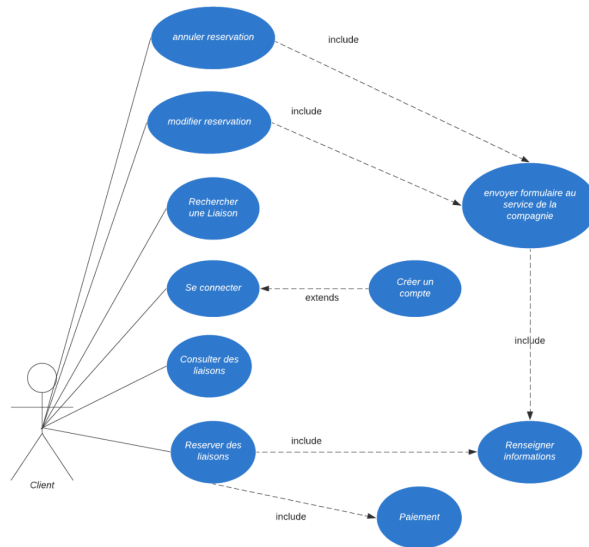 annuler reservation
include
modifier reservation
include
Rechercher
une Liaison
envoyer formulaire au
service de la
compagnie
Se connecter
extends
Créer un
compte
include
Consulter des
liaisons
Reserver des
liaisons
include
Renseigner
informations
Client
include
Paiement